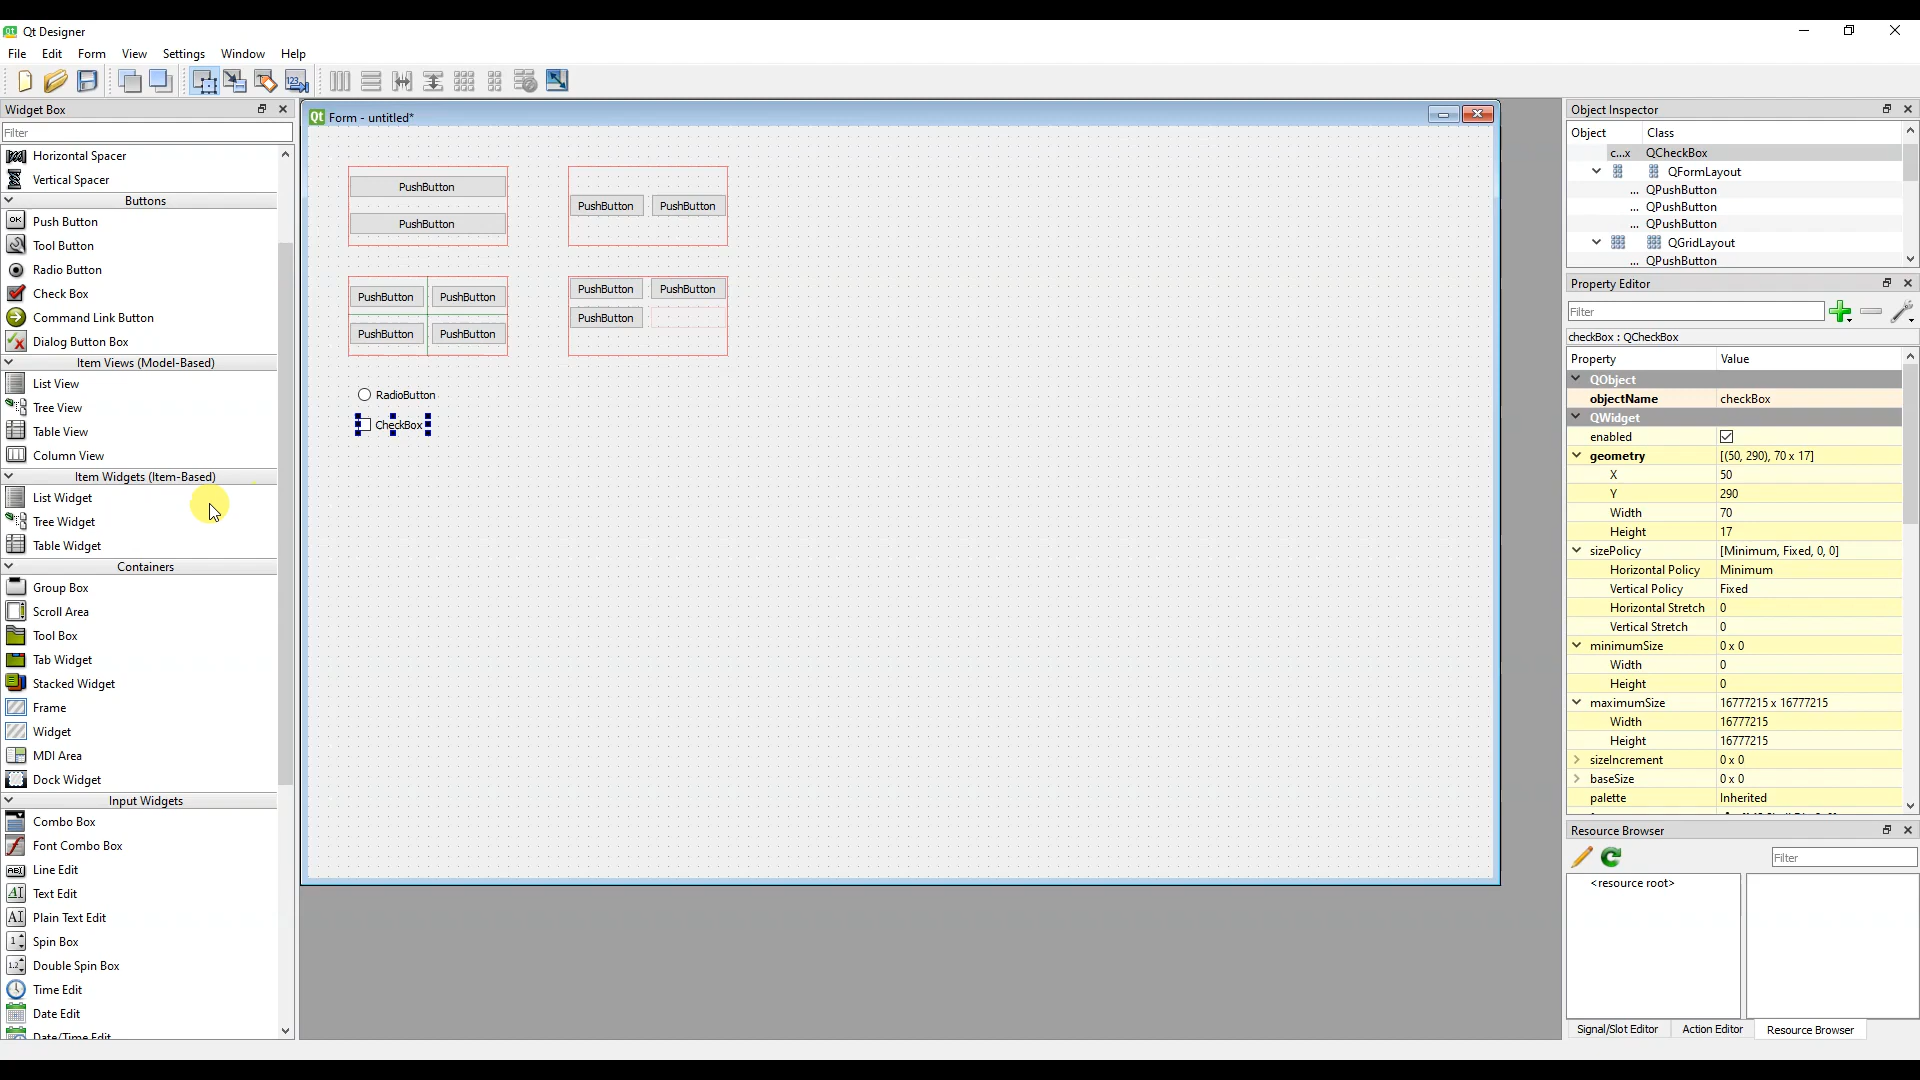 Qt Designer
File Edit Form View Settings Window Help
Widget Box
Filter
Horizontal Spacer
Vertical Spacer
Buttons
Push Button
Tool Button
Radio Button
Check Box
Command Link Button
Dialog Button Box
Item Views (Model-Based)
List View
Tree View
Table View
Column View
Item Widgets (Item-Based)
List Widget
Tree Widget
Table Widget
Containers
Group Box
Scroll Area
Tool Box
Tab Widget
Stacked Widget
Frame
Widget
MDI Area
Dock Widget
Input Widgets
Combo Box
Font Combo Box
Line Edit
Text Edit
Plain Text Edit
Spin Box
Double Spin Box
Time Edit
Date Edit
Date/Time Edit
Form - untitled*
PushButton
PushButton
PushButton PushButton
PushButton PushButton
PushButton PushButton
PushButton PushButton
PushButton
RadioButton
CheckBox
Object Inspector
Object Class
c...x QCheckBox
QFormLayout
... QPushButton
... QPushButton
... QPushButton
QGridLayout
... QPushButton
Property Editor
Filter
checkBox : QCheckBox
Property Value
QObject
objectName checkBox
QWidget
enabled
geometry [(50, 290), 70 x 17]
X 50
Y 290
Width 70
Height 17
sizePolicy [Minimum, Fixed, 0, 0]
Horizontal Policy Minimum
Vertical Policy Fixed
Horizontal Stretch 0
Vertical Stretch 0
minimumSize 0 x 0
Width 0
Height 0
maximumSize 16777215 x 16777215
Width 16777215
Height 16777215
sizeIncrement 0 x 0
baseSize 0 x 0
palette Inherited
Resource Browser
Filter
<resource root>
Signal/Slot Editor Action Editor Resource Browser